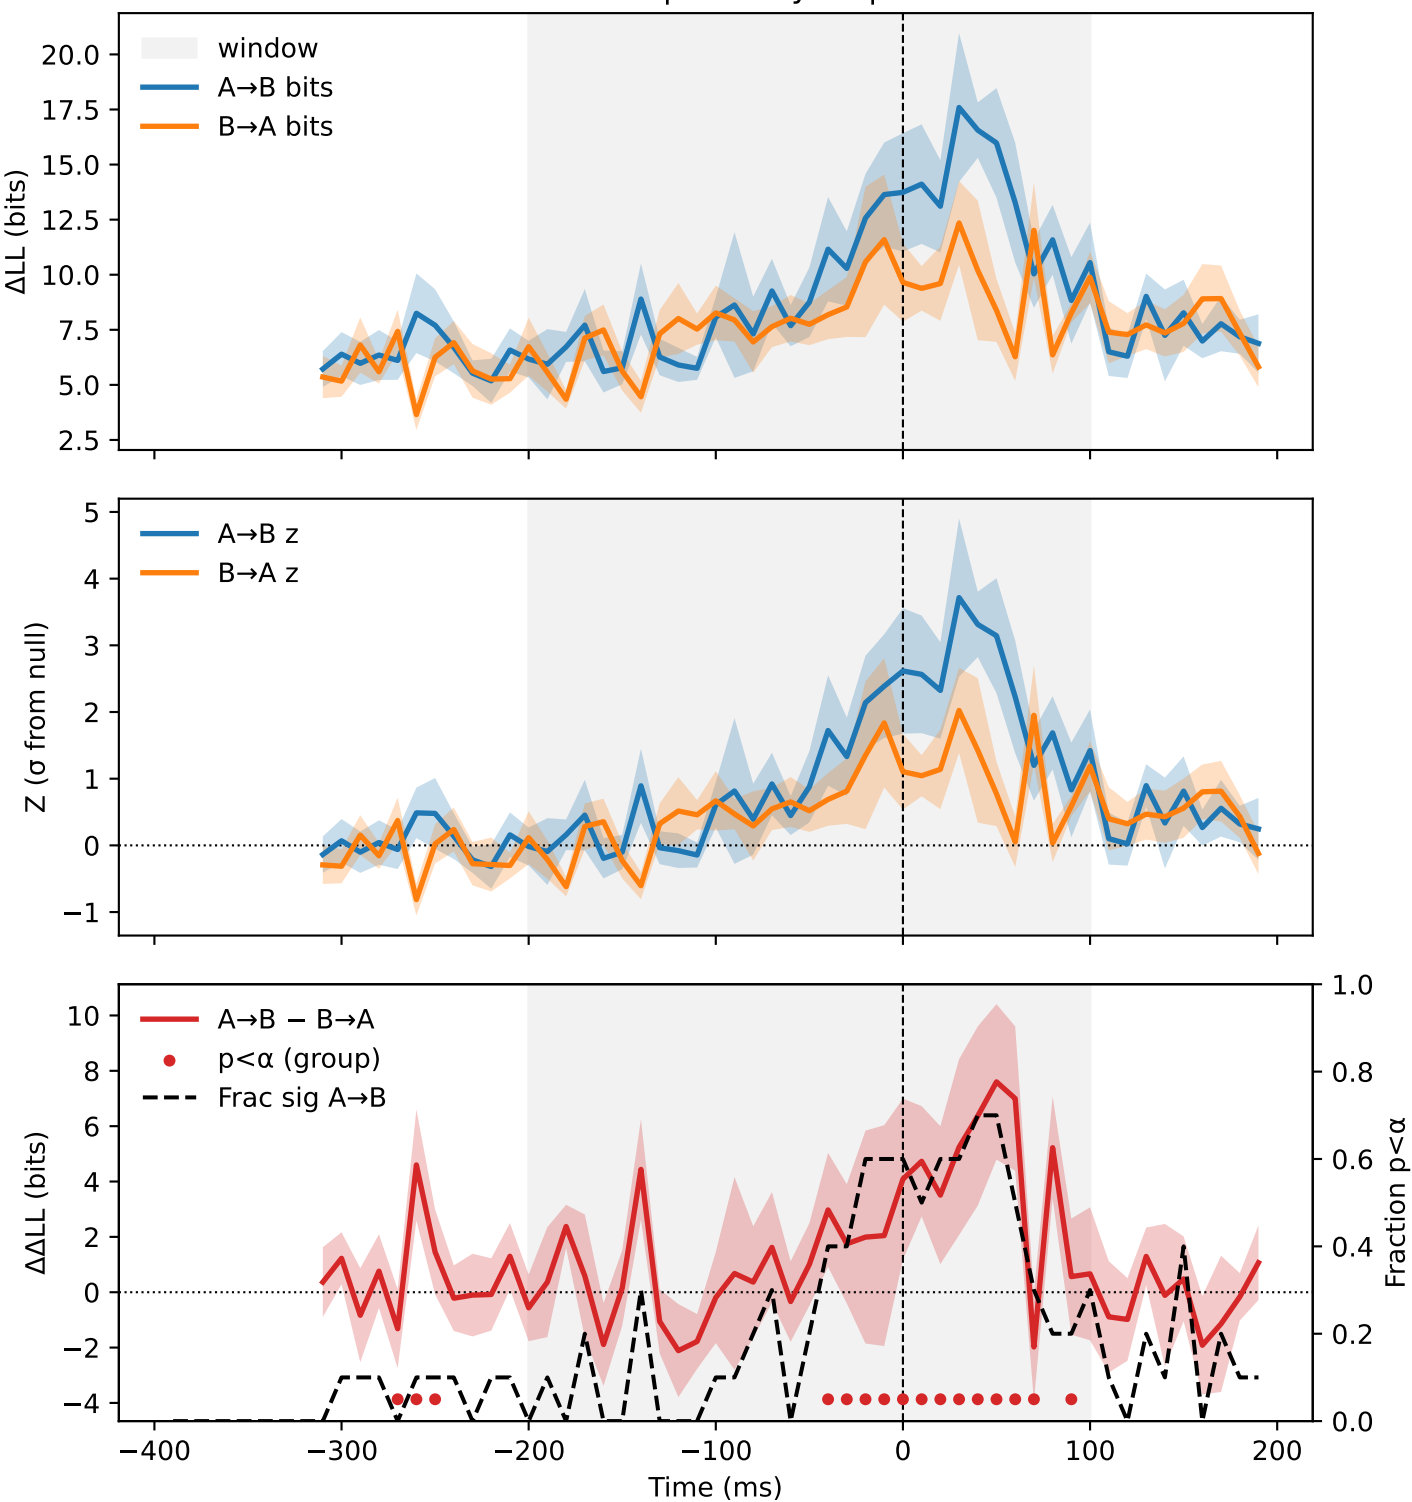 window
A→B bits
B→A bits
ΔLL (bits)
20.0
17.5
15.0
12.5
10.0
7.5
5.0
2.5
A→B z
B→A z
Z (σ from null)
5
4
3
2
1
0
−1
A→B − B→A
p<α (group)
Frac sig A→B
ΔΔLL (bits)
10
8
6
4
2
0
−2
−4
1.0
0.8
0.6
0.4
0.2
0.0
Fraction p<α
−400 −300 −200 −100 0 100 200
Time (ms)